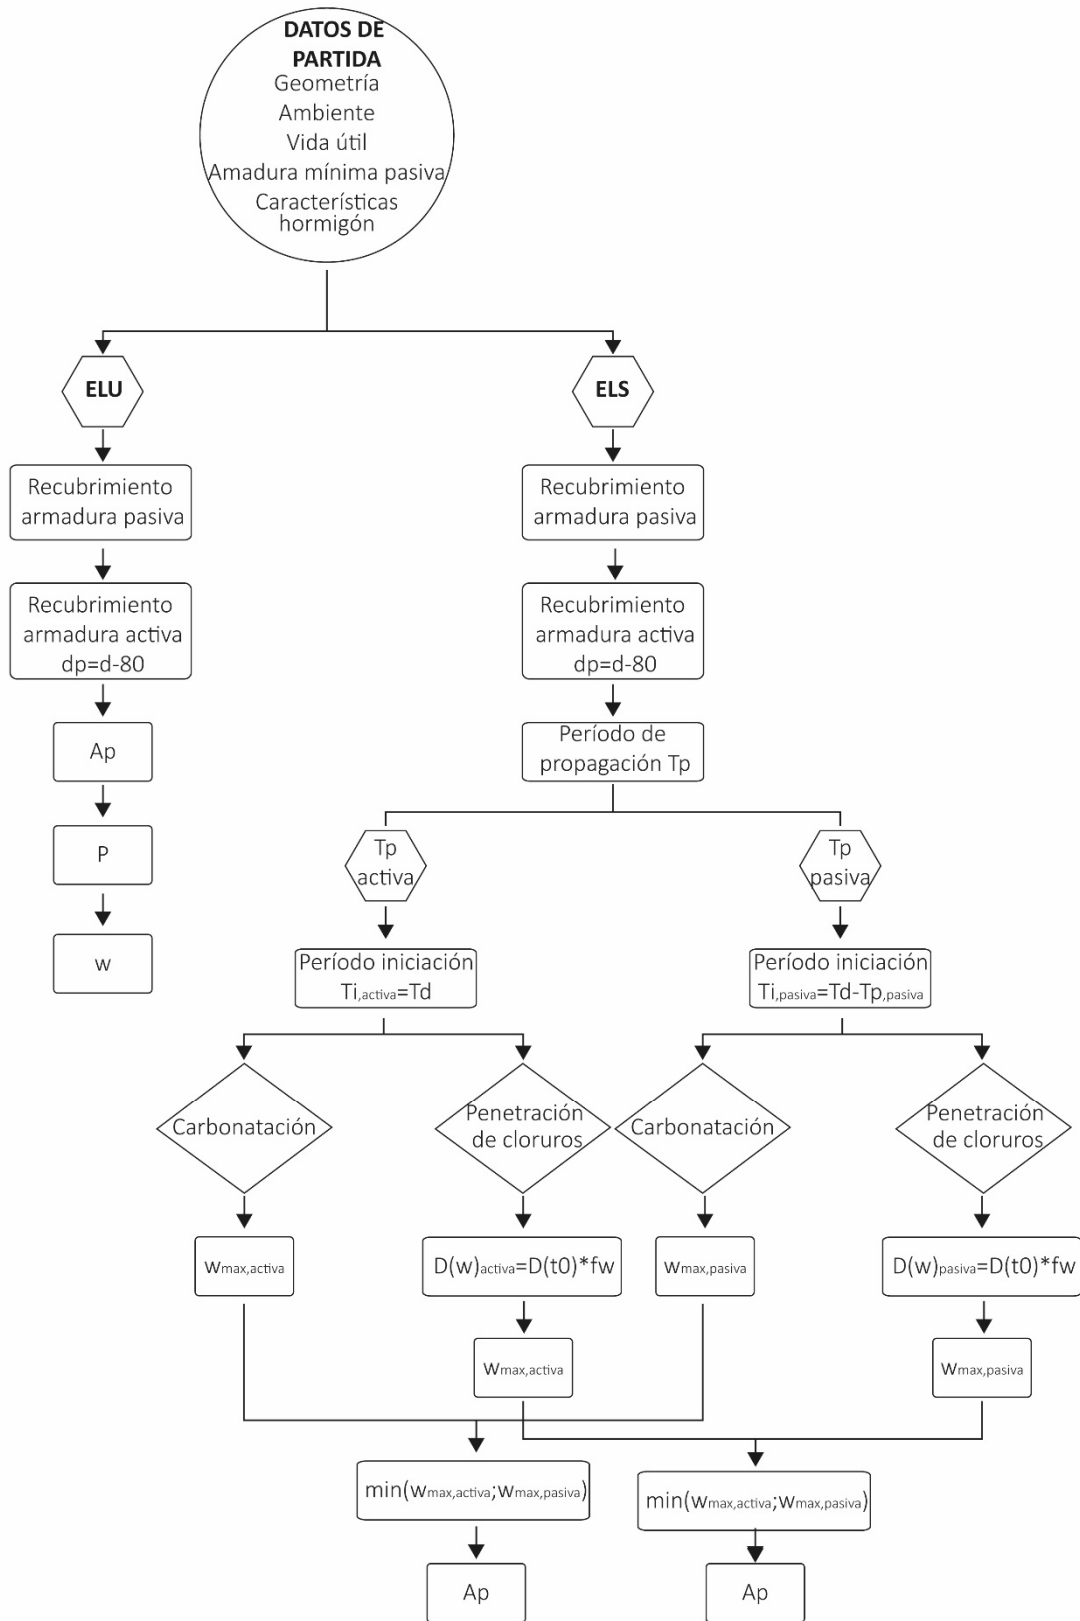 DATOS DE
PARTIDA
Geometría
Ambiente
Vida útil
Amadura mínima pasiva
Características
hormigón
ELU
ELS
Recubrimiento
armadura pasiva
Recubrimiento
armadura pasiva
Recubrimiento
armadura activa
dp=d-80
Recubrimiento
armadura activa
dp=d-80
Ap
Período de
propagación Tp
P
Tp
activa
Tp
pasiva
w
Período iniciación
Ti,activa=Td
Período iniciación
Ti,pasiva=Td-Tp,pasiva
Carbonatación
Penetración
de cloruros
Carbonatación
Penetración
de cloruros
wmax,activa
D(w)activa=D(t0)*fw
wmax,pasiva
D(w)pasiva=D(t0)*fw
wmax,activa
wmax,pasiva
min(wmax,activa;wmax,pasiva)
min(wmax,activa;wmax,pasiva)
Ap
Ap